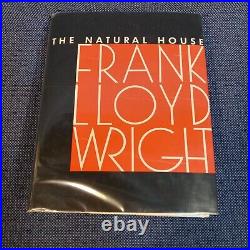 THE NATURAL HOUSE
FRANK
LLOYD
WRIGHT